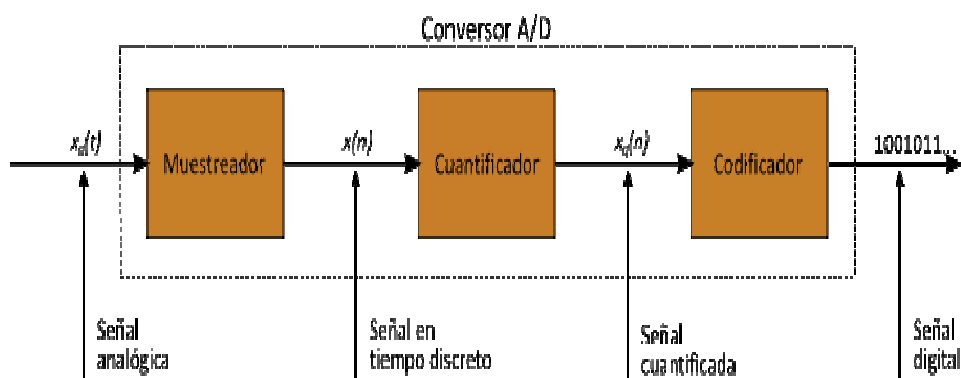 Conversor A/D
xa(t)
Muestreador
x(n)
Cuantificador
xq(n)
Codificador
1001011...
Señal
analógica
Señal en
tiempo discreto
Señal
cuantificada
Señal
digital